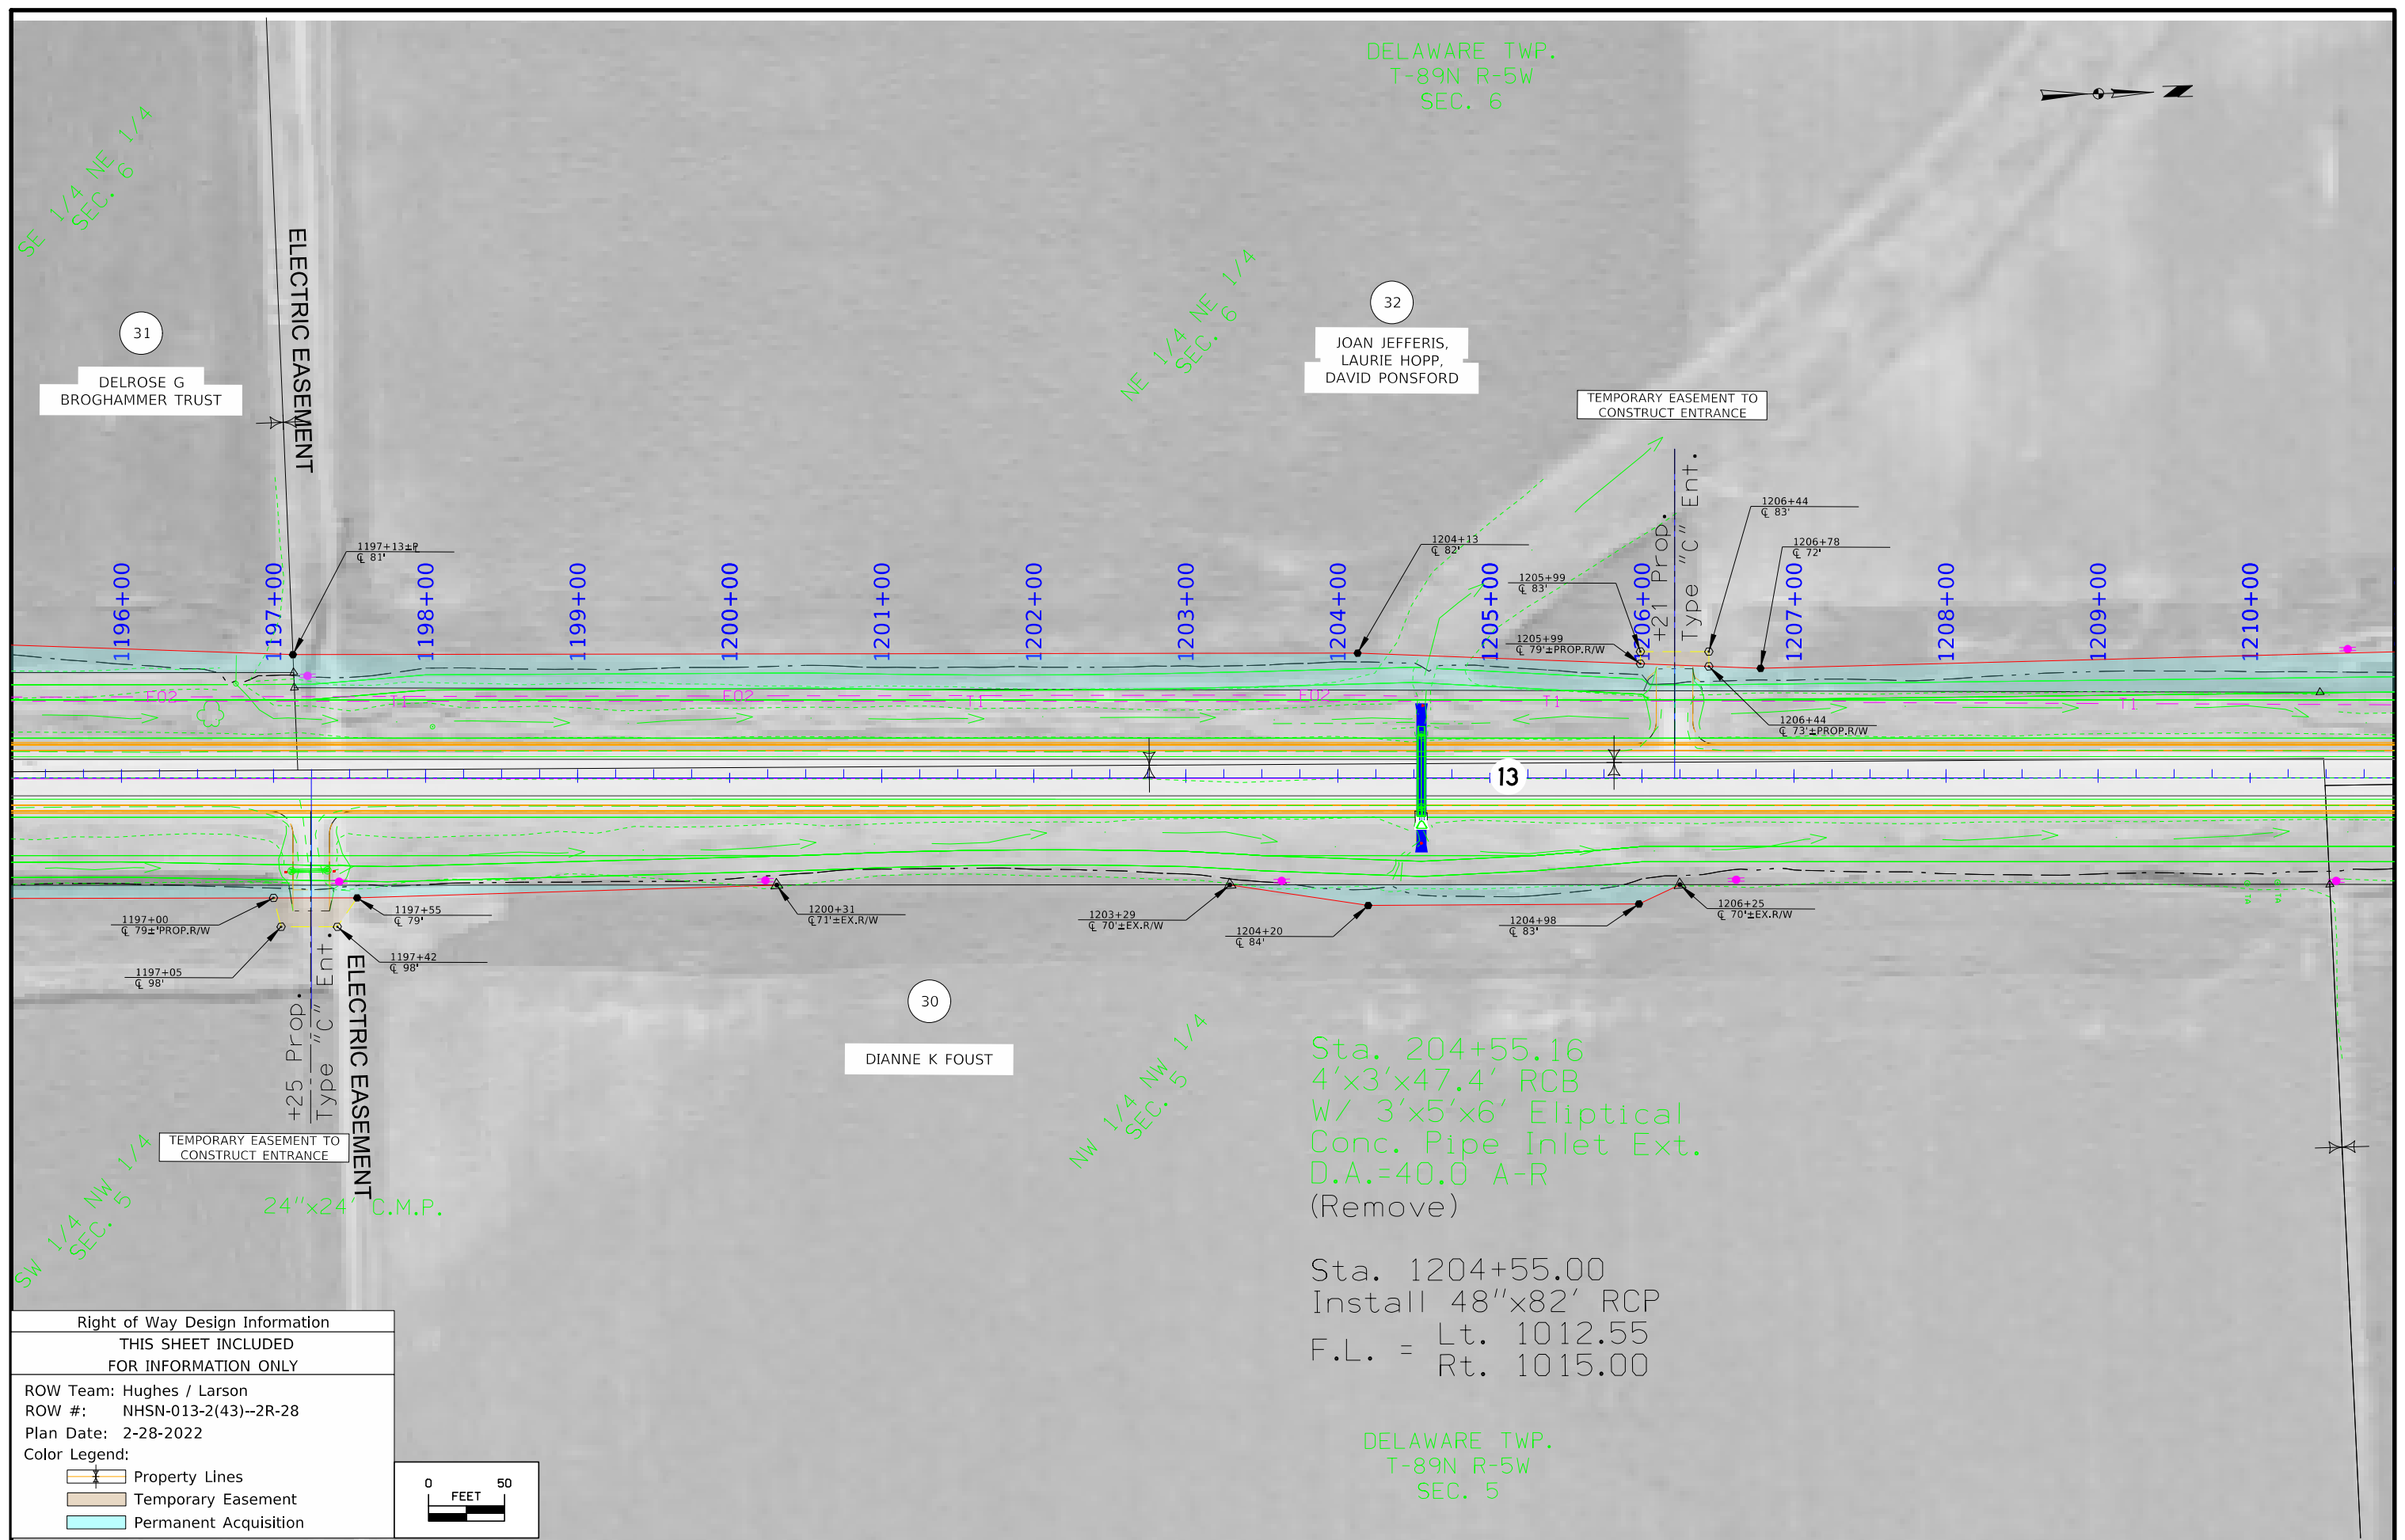 DELAWARE TWP.
T-89N R-5W
SEC. 6
SE 1/4 NE 1/4
SEC. 6
ELECTRIC EASEMENT
31
DELROSE G
BROGHAMMER TRUST
NE 1/4 NE 1/4
SEC. 6
32
JOAN JEFFERIS,
LAURIE HOPP,
DAVID PONSFORD
TEMPORARY EASEMENT TO
CONSTRUCT ENTRANCE
+21 Prop.
Type "C" Ent.
1197+13±℄
℄ 81'
1204+13
℄ 82'
1205+99
℄ 83'
1205+99
℄ 79'±PROP.R/W
1206+44
℄ 83'
1206+78
℄ 72'
1206+44
℄ 73'±PROP.R/W
1196+00
1197+00
1198+00
1199+00
1200+00
1201+00
1202+00
1203+00
1204+00
1205+00
1206+00
1207+00
1208+00
1209+00
1210+00
FO2
T1
FO2
T1
FO2
T1
T1
13
1197+00
℄ 79±'PROP.R/W
1197+05
℄ 98'
1197+55
℄ 79'
1197+42
℄ 98'
1200+31
℄ 71'±EX.R/W
1203+29
℄ 70'±EX.R/W
1204+20
℄ 84'
1204+98
℄ 83'
1206+25
℄ 70'±EX.R/W
+25 Prop.
Type "C" Ent.
ELECTRIC EASEMENT
TEMPORARY EASEMENT TO
CONSTRUCT ENTRANCE
24"x24' C.M.P.
SW 1/4 NW 1/4
SEC. 5
30
DIANNE K FOUST
NW 1/4 NW 1/4
SEC. 5
Sta. 204+55.16
4'x3'x47.4' RCB
W/ 3'x5'x6' Eliptical
Conc. Pipe Inlet Ext.
D.A.=40.0 A-R
(Remove)
Sta. 1204+55.00
Install 48"x82' RCP
F.L. = Lt. 1012.55
Rt. 1015.00
DELAWARE TWP.
T-89N R-5W
SEC. 5
Right of Way Design Information
THIS SHEET INCLUDED
FOR INFORMATION ONLY
ROW Team: Hughes / Larson
ROW #: NHSN-013-2(43)--2R-28
Plan Date: 2-28-2022
Color Legend:
Property Lines
Temporary Easement
Permanent Acquisition
0 50
FEET